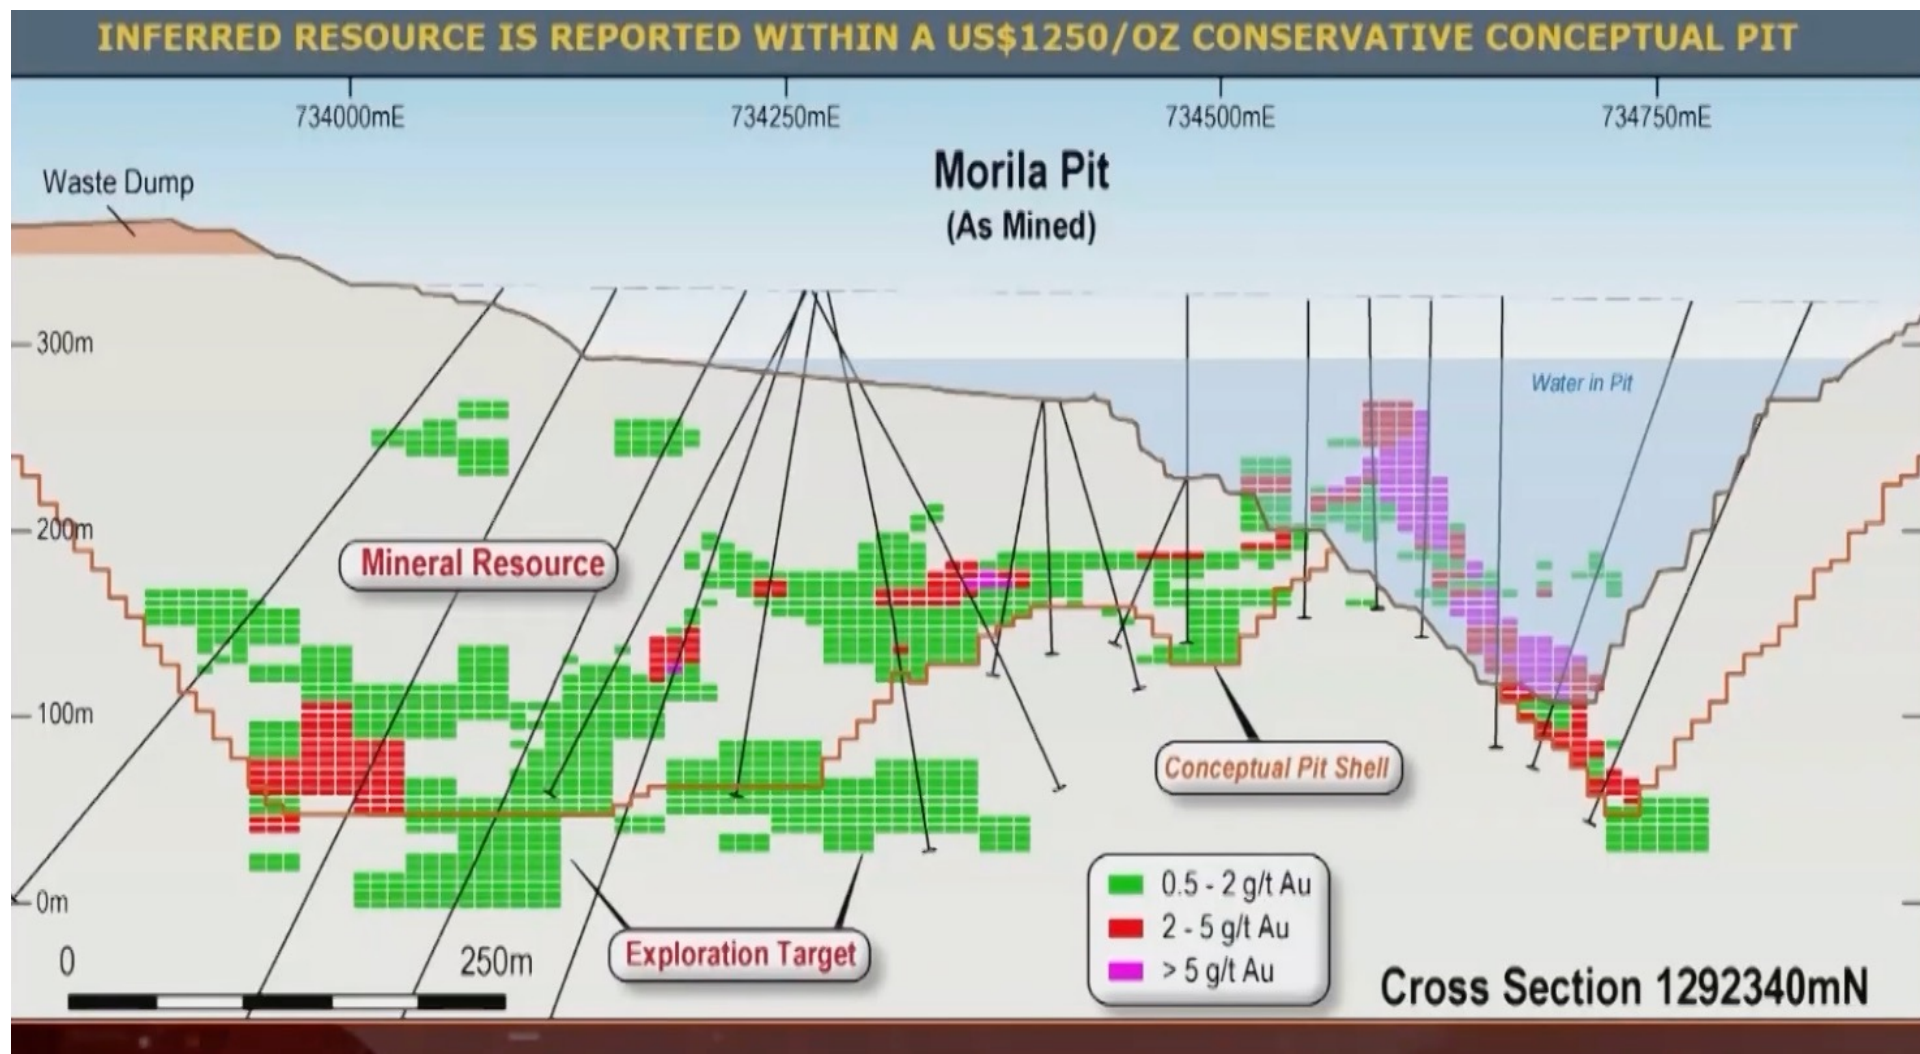 INFERRED RESOURCE IS REPORTED WITHIN A US$1250/OZ CONSERVATIVE CONCEPTUAL PIT
734000mE 734250mE 734500mE 734750mE
Waste Dump
Morila Pit
(As Mined)
300m
Water in Pit
200m
Mineral Resource
100m
Conceptual Pit Shell
0m
0.5 - 2 g/t Au
2 - 5 g/t Au
> 5 g/t Au
0 250m
Exploration Target
Cross Section 1292340mN